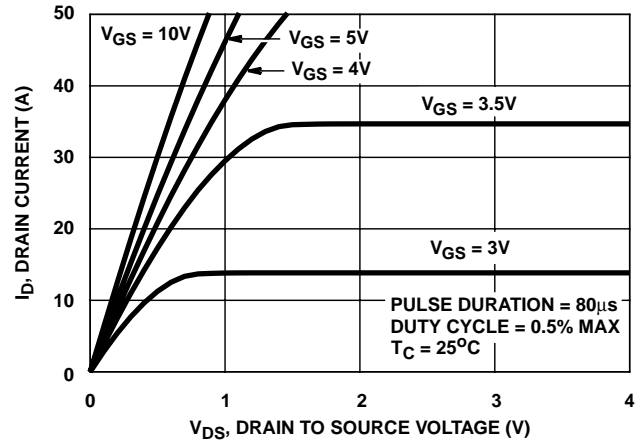 50
40
30
20
10
0
I_D, DRAIN CURRENT (A)
V_GS = 10V
V_GS = 5V
V_GS = 4V
V_GS = 3.5V
V_GS = 3V
PULSE DURATION = 80µs
DUTY CYCLE = 0.5% MAX
T_C = 25°C
0 1 2 3 4
V_DS, DRAIN TO SOURCE VOLTAGE (V)